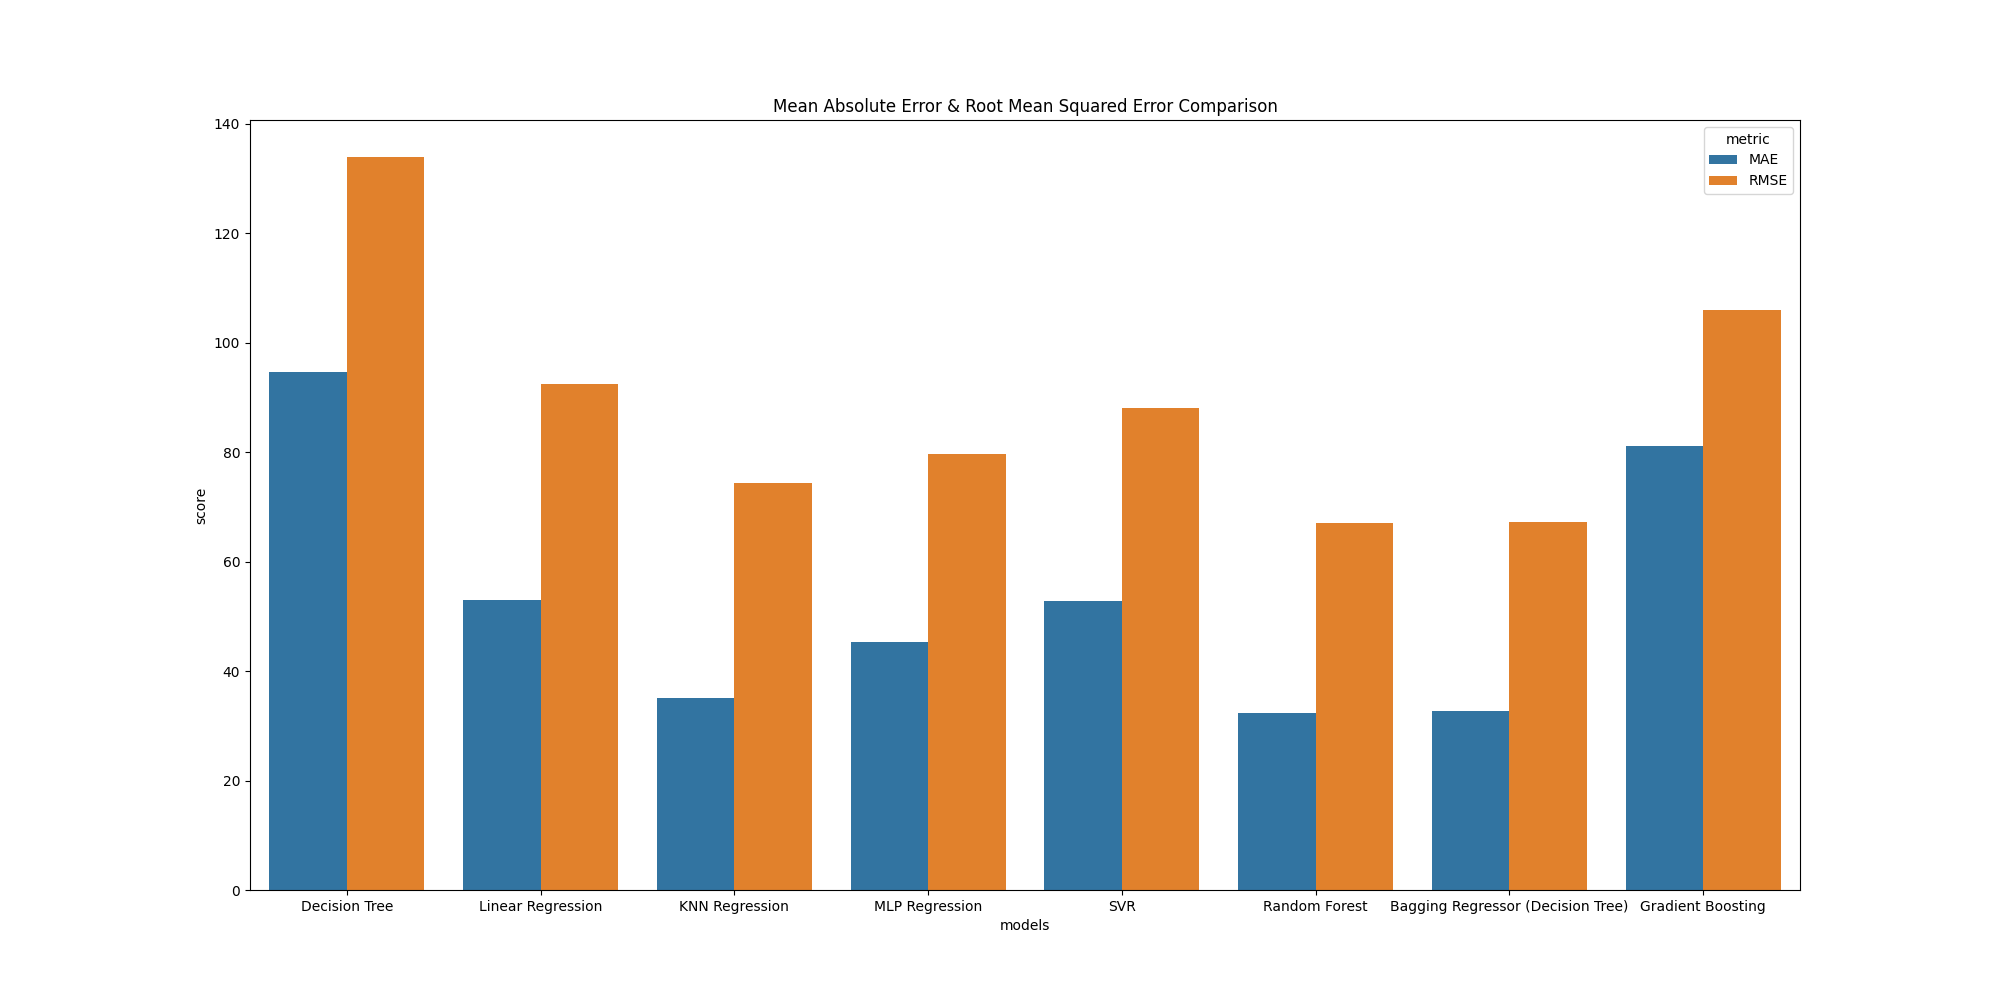 Mean Absolute Error & Root Mean Squared Error Comparison
140
120
100
80
60
40
20
0
score
metric
MAE
RMSE
Decision Tree
Linear Regression
KNN Regression
MLP Regression
SVR
Random Forest
Bagging Regressor (Decision Tree)
Gradient Boosting
models